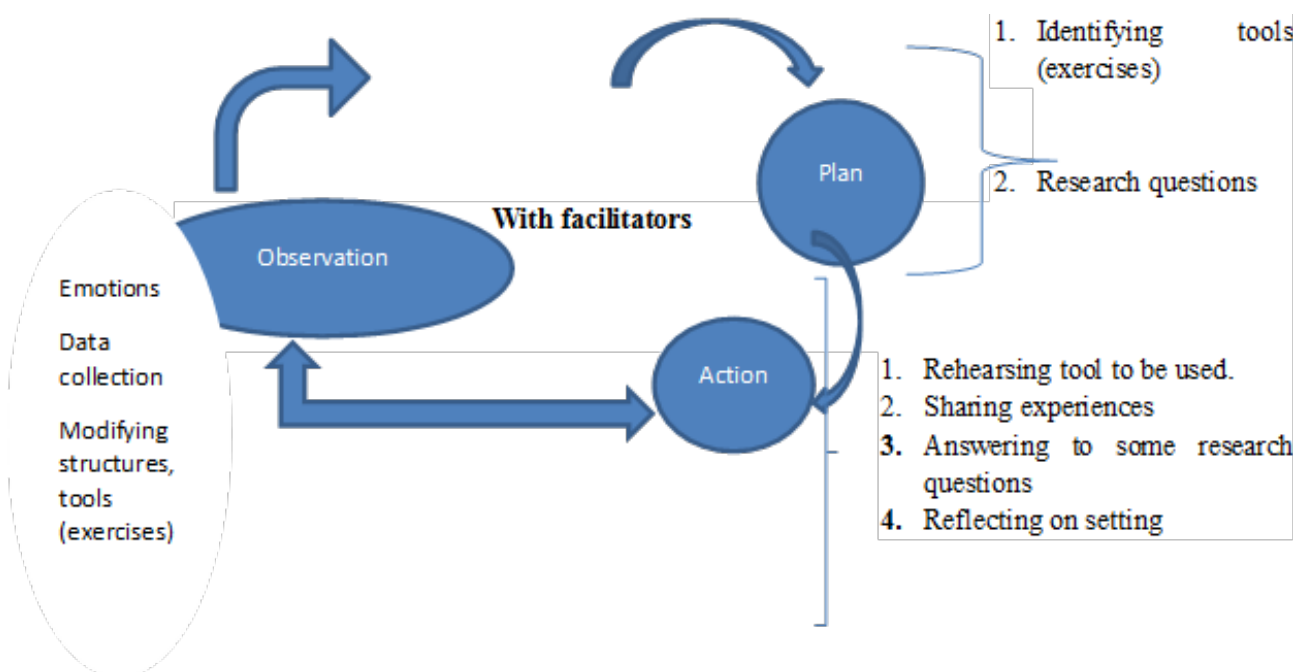 1. Identifying tools
(exercises)
Plan
2. Research questions
With facilitators
Observation
Emotions
Data
collection
Modifying
structures,
tools
(exercises)
Action
1. Rehearsing tool to be used.
2. Sharing experiences
3. Answering to some research
questions
4. Reflecting on setting